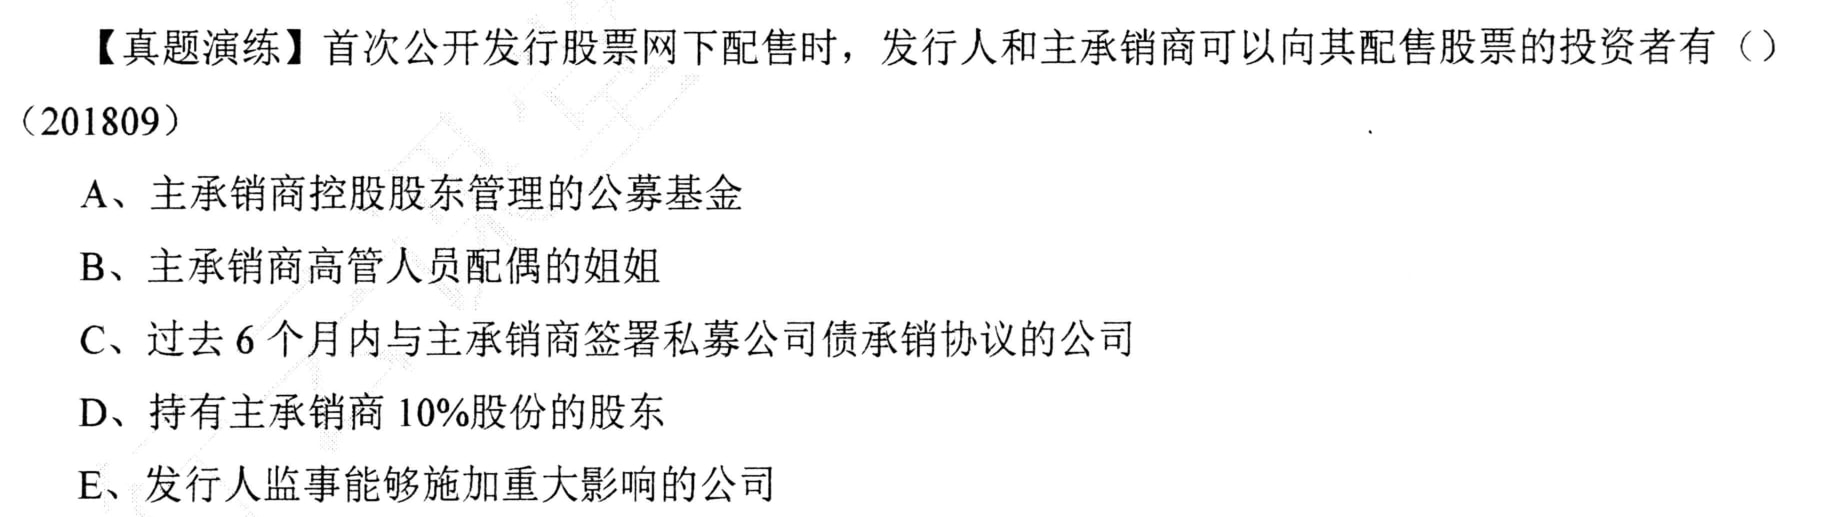 【真题演练】首次公开发行股票网下配售时，发行人和主承销商可以向其配售股票的投资者有（）
（201809）
A、主承销商控股股东管理的公募基金
B、主承销商高管人员配偶的姐姐
C、过去 6 个月内与主承销商签署私募公司债承销协议的公司
D、持有主承销商 10%股份的股东
E、发行人监事能够施加重大影响的公司